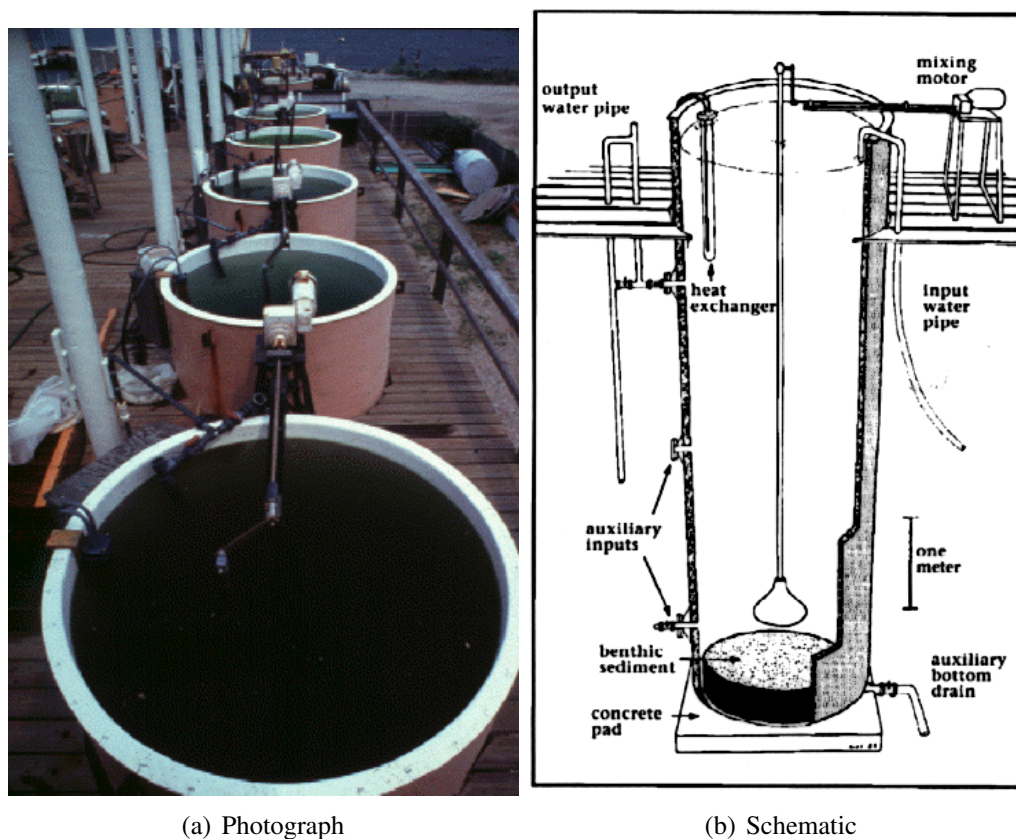 mixing
motor
output
water pipe
heat
exchanger
input
water
pipe
auxiliary
inputs
one
meter
benthic
sediment
auxiliary
bottom
drain
concrete
pad
(a) Photograph
(b) Schematic